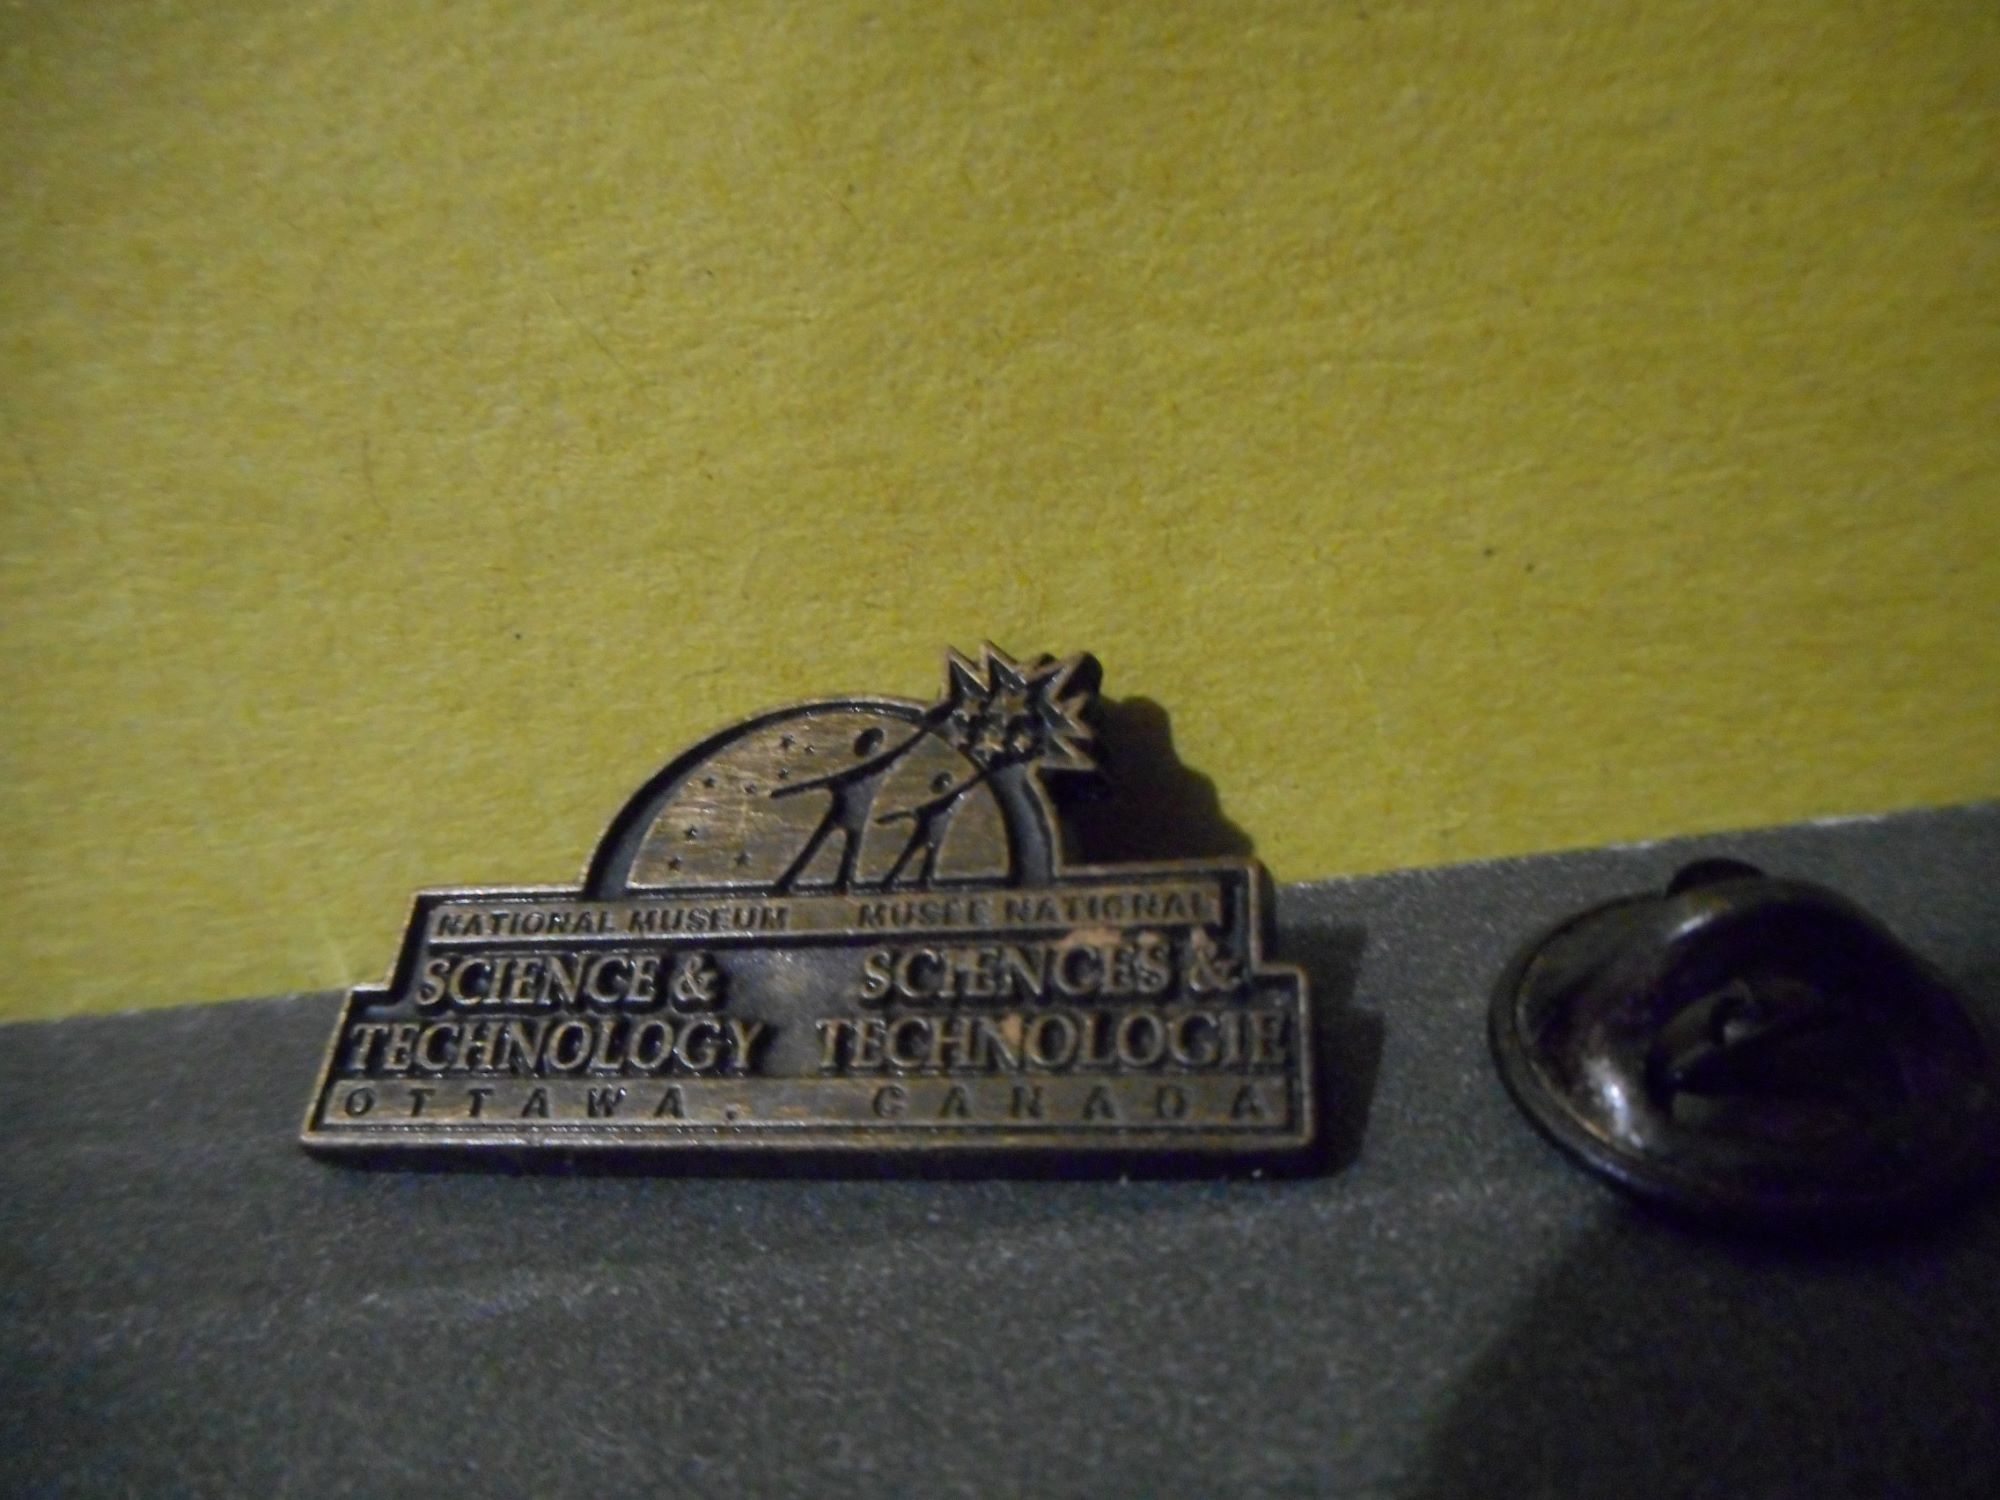 NATIONAL MUSEUM MUSÉE NATIONAL
SCIENCE & SCIENCES &
TECHNOLOGY TECHNOLOGIE
OTTAWA, CANADA